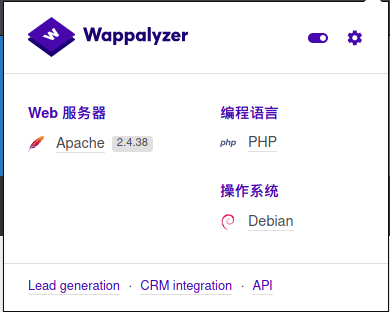 Wappalyzer
Web 服务器
Apache 2.4.38
编程语言
php PHP
操作系统
Debian
Lead generation · CRM integration · API